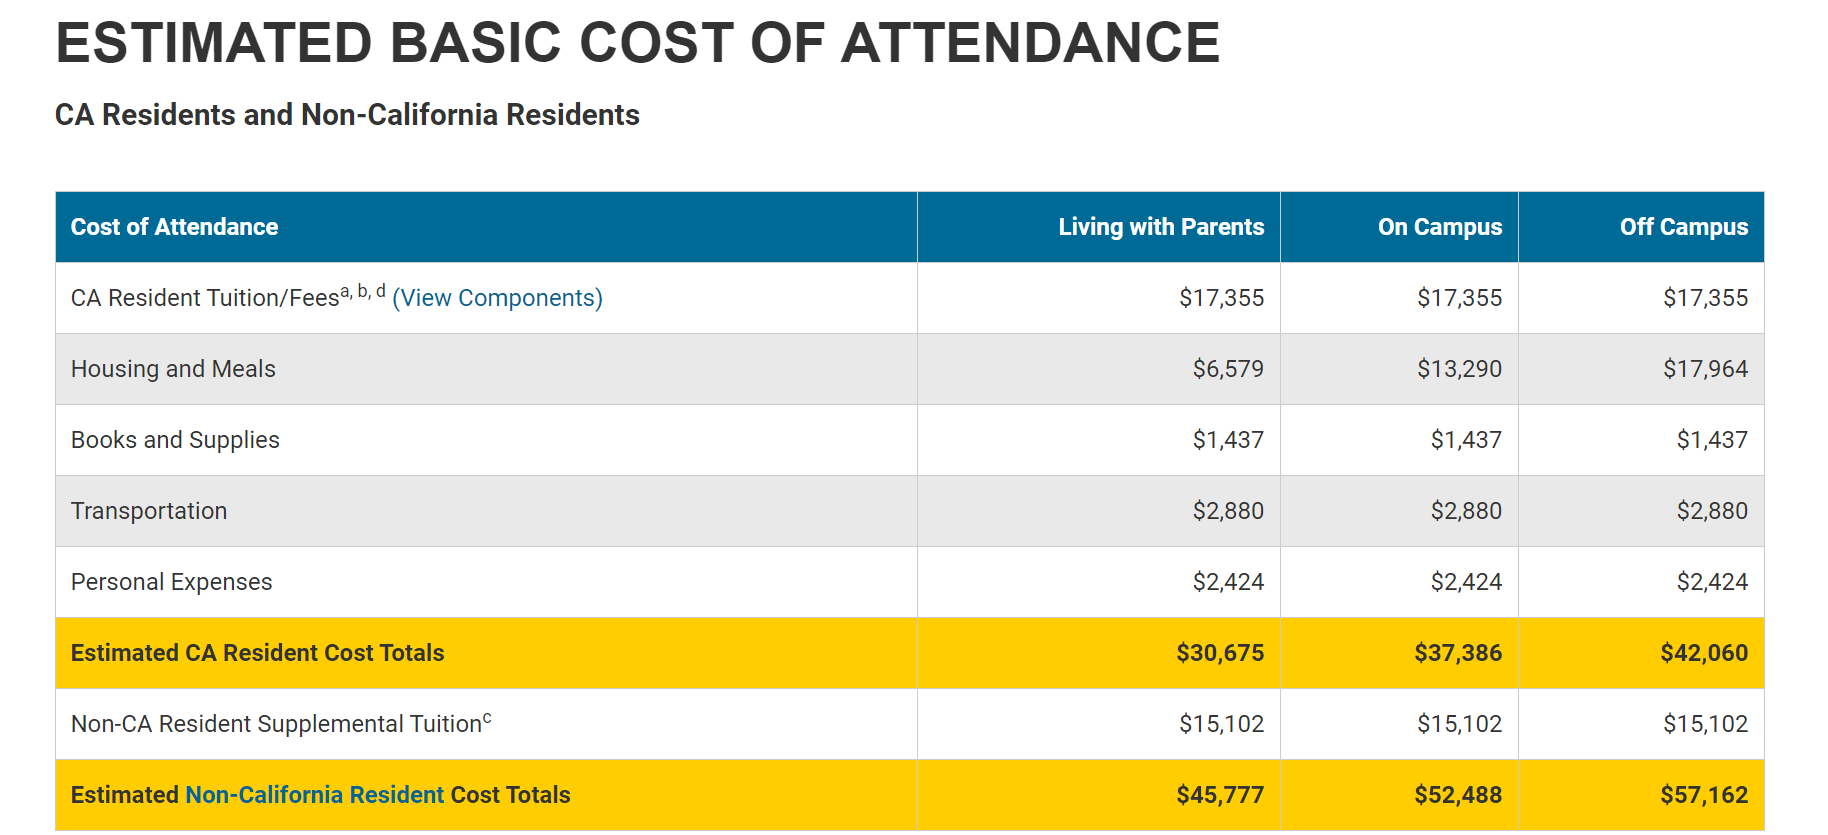 ESTIMATED BASIC COST OF ATTENDANCE
CA Residents and Non-California Residents
Cost of Attendance Living with Parents On Campus Off Campus
CA Resident Tuition/Feesa, b, d (View Components) $17,355 $17,355 $17,355
Housing and Meals $6,579 $13,290 $17,964
Books and Supplies $1,437 $1,437 $1,437
Transportation $2,880 $2,880 $2,880
Personal Expenses $2,424 $2,424 $2,424
Estimated CA Resident Cost Totals $30,675 $37,386 $42,060
Non-CA Resident Supplemental Tuitionc $15,102 $15,102 $15,102
Estimated Non-California Resident Cost Totals $45,777 $52,488 $57,162